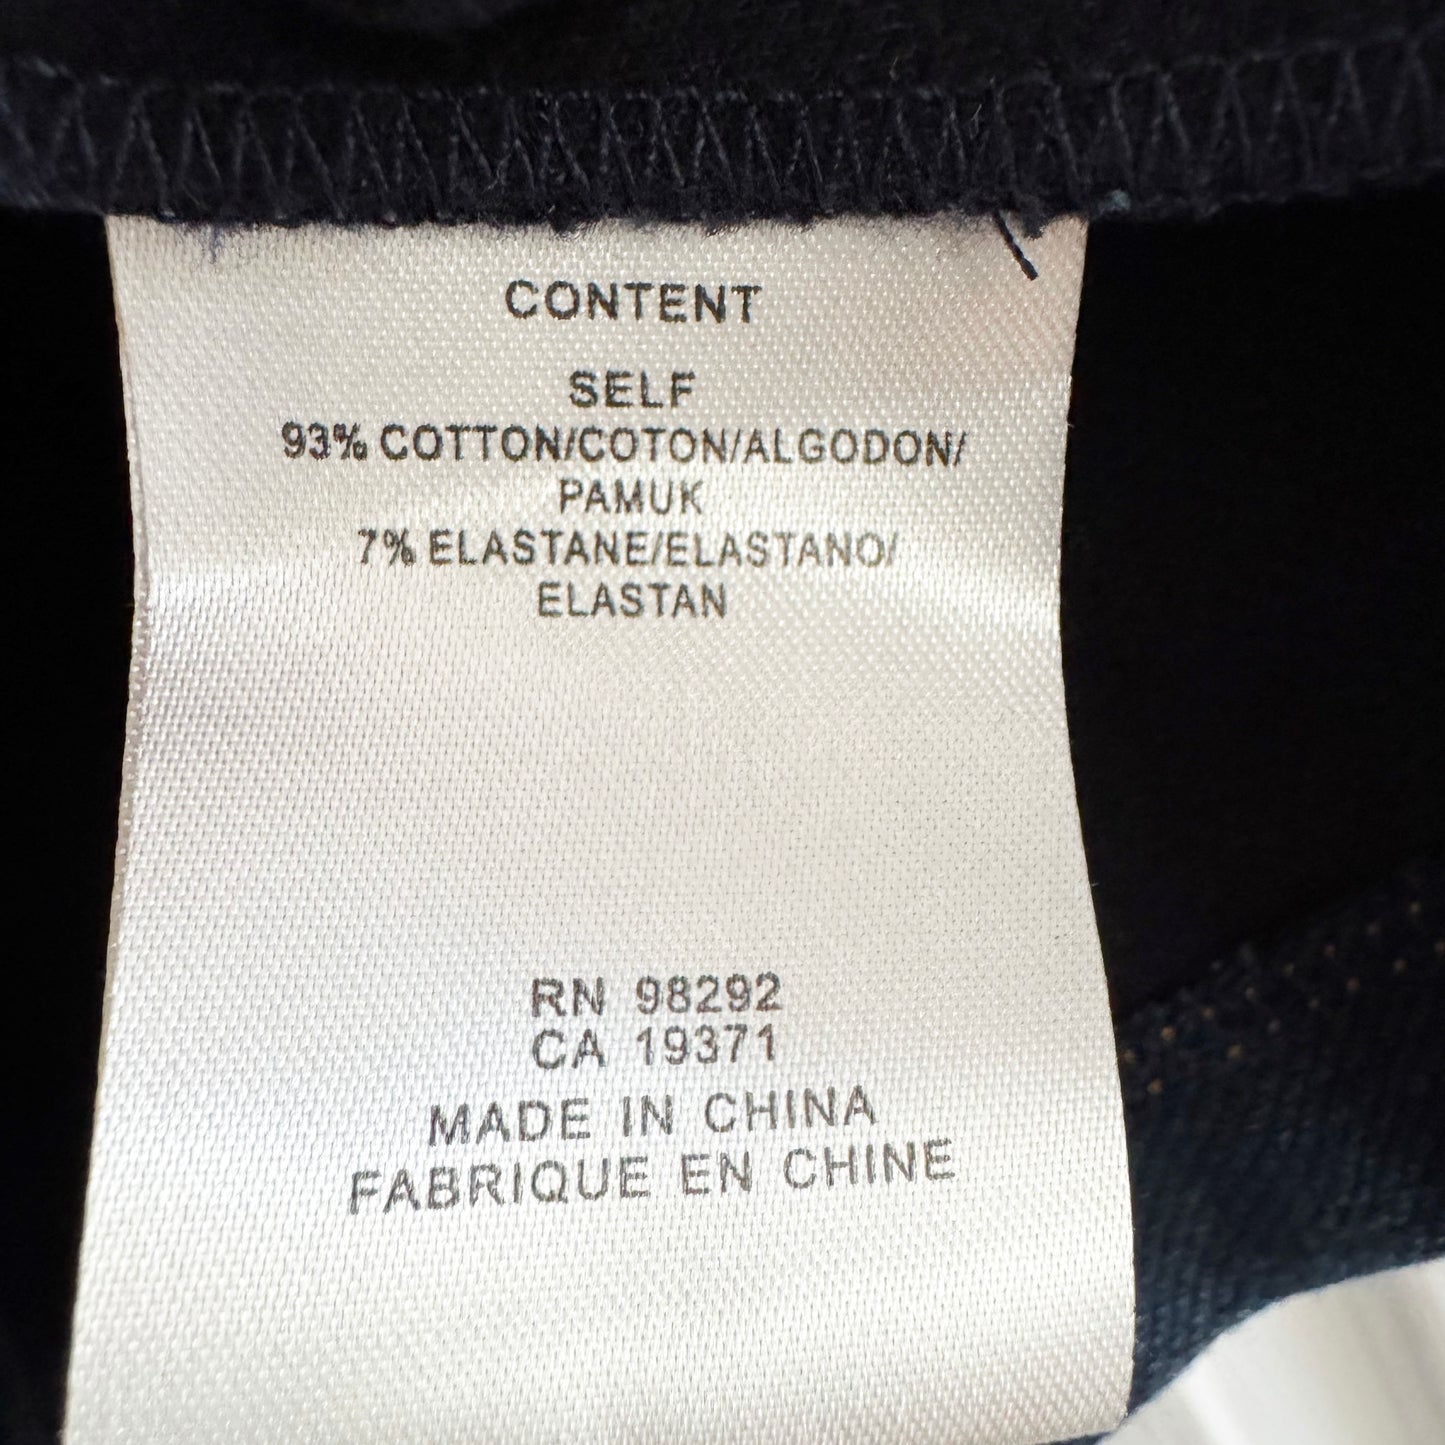 CONTENT
SELF
93% COTTON/COTON/ALGODON/
PAMUK
7% ELASTANE/ELASTANO/
ELASTAN
RN 98292
CA 19371
MADE IN CHINA
FABRIQUE EN CHINE